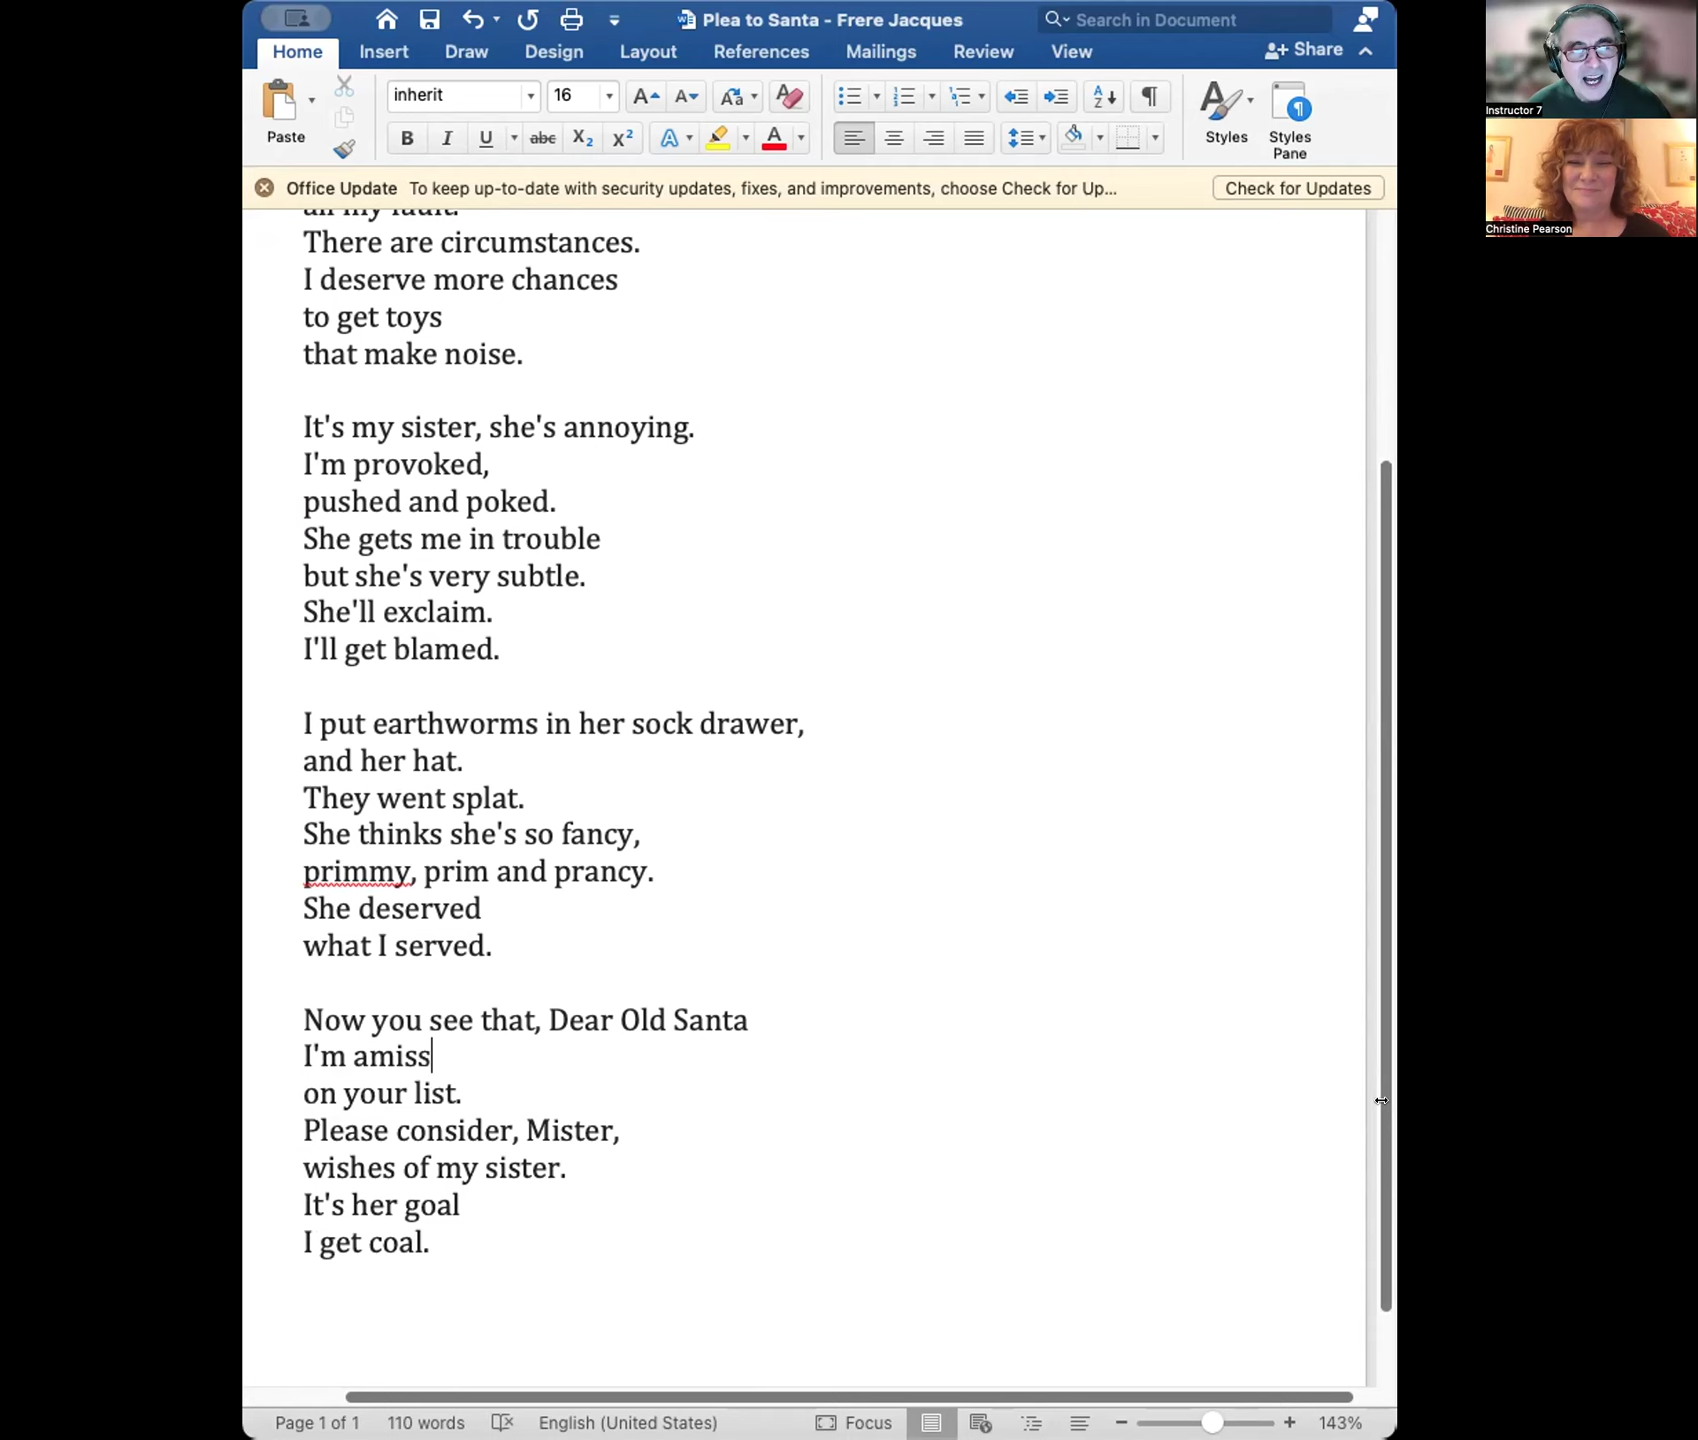 Plea to Santa - Frere Jacques
Search in Document
Home Insert Draw Design Layout References Mailings Review View
Share
Paste
inherit
16
Styles
Styles Pane
Office Update To keep up-to-date with security updates, fixes, and improvements, choose Check for Up...
Check for Updates
all my fault.
There are circumstances.
I deserve more chances
to get toys
that make noise.
It's my sister, she's annoying.
I'm provoked,
pushed and poked.
She gets me in trouble
but she's very subtle.
She'll exclaim.
I'll get blamed.
I put earthworms in her sock drawer,
and her hat.
They went splat.
She thinks she's so fancy,
primmy, prim and prancy.
She deserved
what I served.
Now you see that, Dear Old Santa
I'm amiss
on your list.
Please consider, Mister,
wishes of my sister.
It's her goal
I get coal.
Page 1 of 1 110 words English (United States) Focus 143%
Instructor 7
Christine Pearson